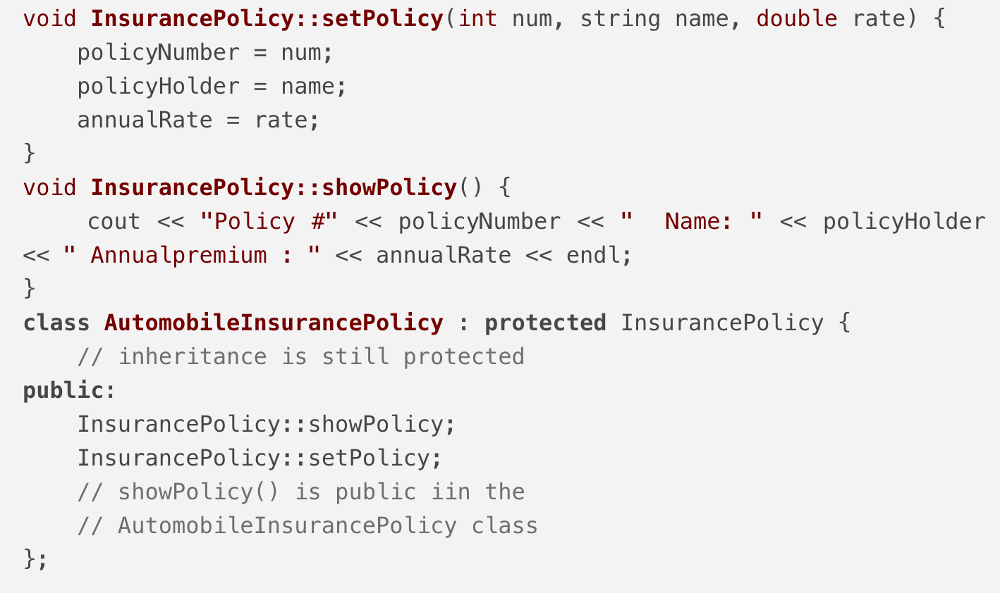 void InsurancePolicy::setPolicy(int num, string name, double rate) {
    policyNumber = num;
    policyHolder = name;
    annualRate = rate;
}
void InsurancePolicy::showPolicy() {
    cout << "Policy #" << policyNumber << "  Name: " << policyHolder
<< " Annualpremium : " << annualRate << endl;
}
class AutomobileInsurancePolicy : protected InsurancePolicy {
    // inheritance is still protected
public:
    InsurancePolicy::showPolicy;
    InsurancePolicy::setPolicy;
    // showPolicy() is public iin the
    // AutomobileInsurancePolicy class
};